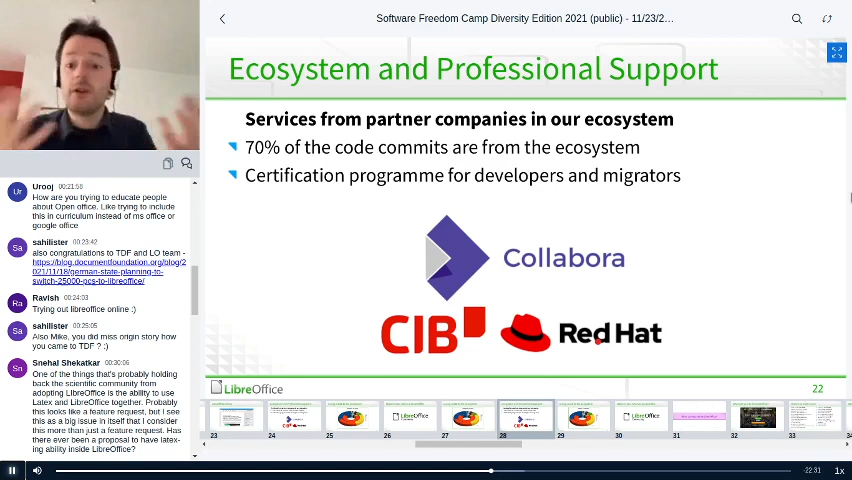 Software Freedom Camp Diversity Edition 2021 (public) - 11/23/2...
Ecosystem and Professional Support
Services from partner companies in our ecosystem
70% of the code commits are from the ecosystem
Certification programme for developers and migrators
Collabora
CIB
Red Hat
LibreOffice
22
Ur
Urooj 00:21:58
How are you trying to educate people
about Open office. Like trying to include
this in curriculum instead of ms office or
google office
Sa
sahilister 00:23:42
also congratulations to TDF and LO team -
https://blog.documentfoundation.org/blog/2
021/11/18/german-state-planning-to-
switch-25000-pcs-to-libreoffice/
Ra
Ravish 00:24:03
Trying out libreoffice online :)
Sa
sahilister 00:25:05
Also Mike, you did miss origin story how
you came to TDF ? :)
Sn
Snehal Shekatkar 00:30:06
One of the things that's probably holding
back the scientific community from
adopting LibreOffice is the ability to use
Latex and LibreOffice together. Probably
this looks like a feature request, but I see
this as a big issue in itself that I consider
this more than just a feature request. Has
there ever been a proposal to have latex-
ing ability inside LibreOffice?
23 24 25 26 27 28 29 30 31 32 33
-22:31
1x